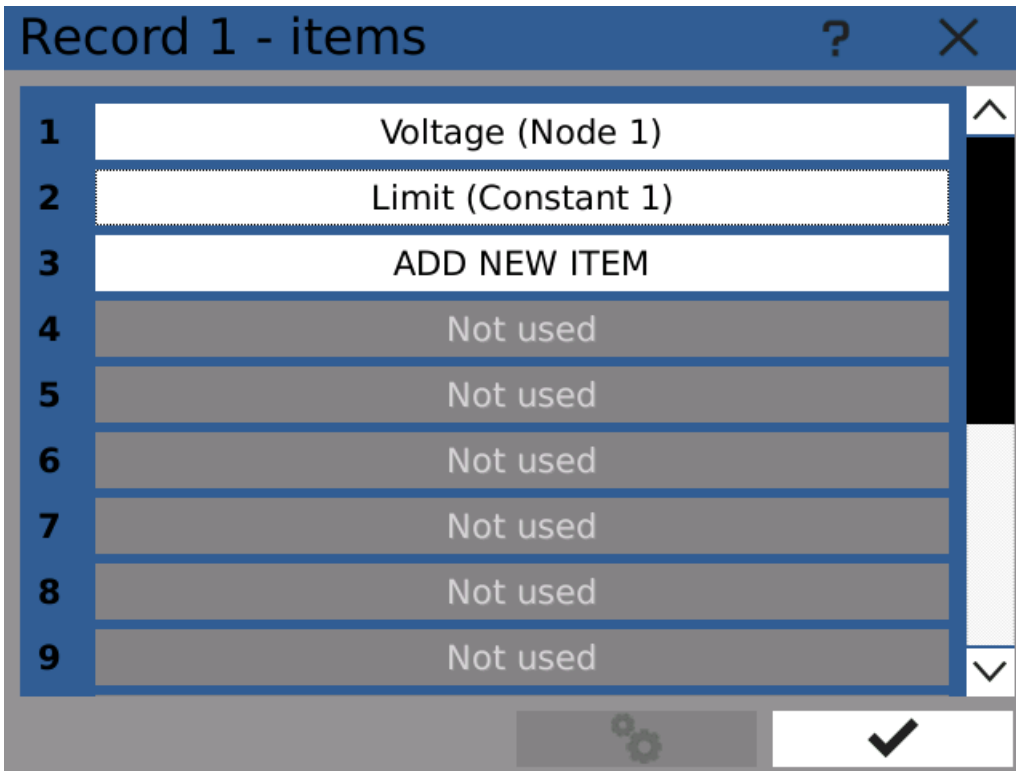 Record 1 - items ?
1 Voltage (Node 1)
2 Limit (Constant 1)
3 ADD NEW ITEM
4 Not used
5 Not used
6 Not used
7 Not used
8 Not used
9 Not used